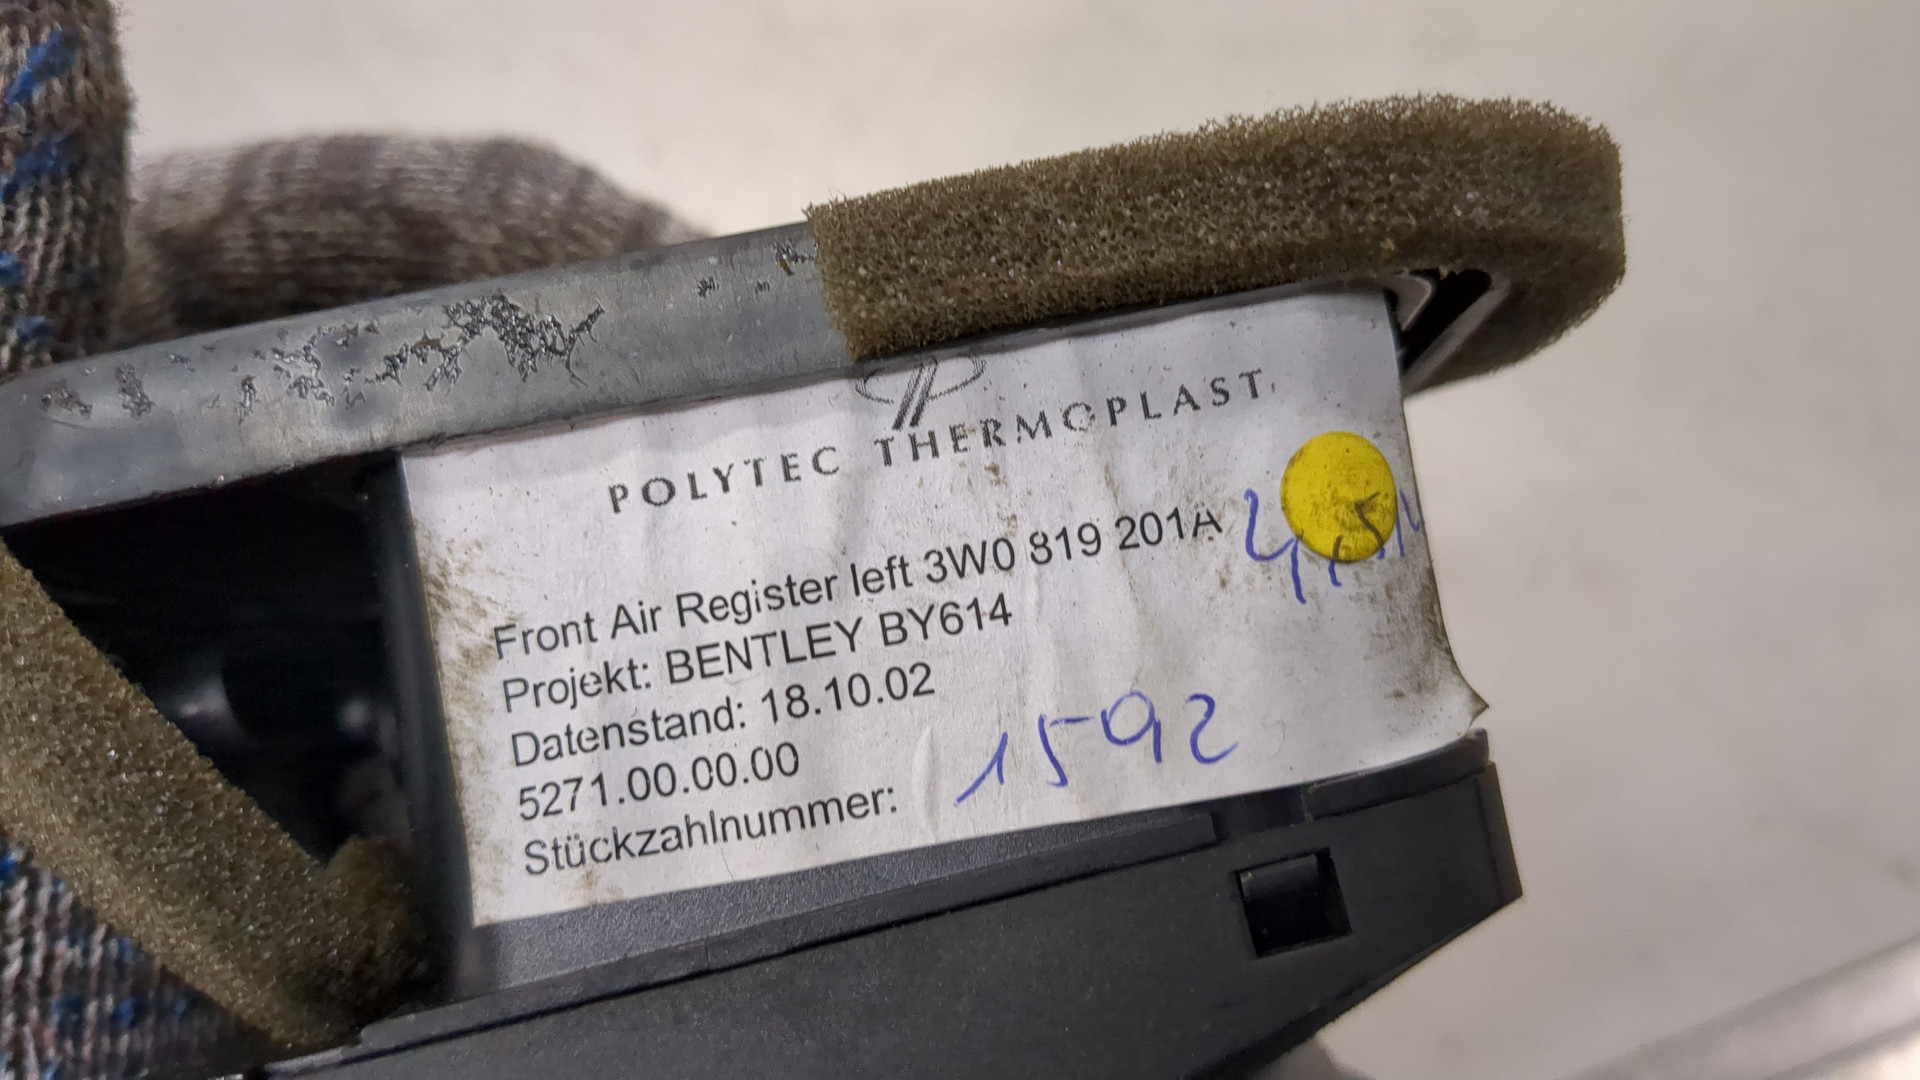 POLYTEC THERMOPLAST
Front Air Register left 3W0 819 201A
Projekt: BENTLEY BY614
Datenstand: 18.10.02
5271.00.00.00
Stückzahlnummer: 1592